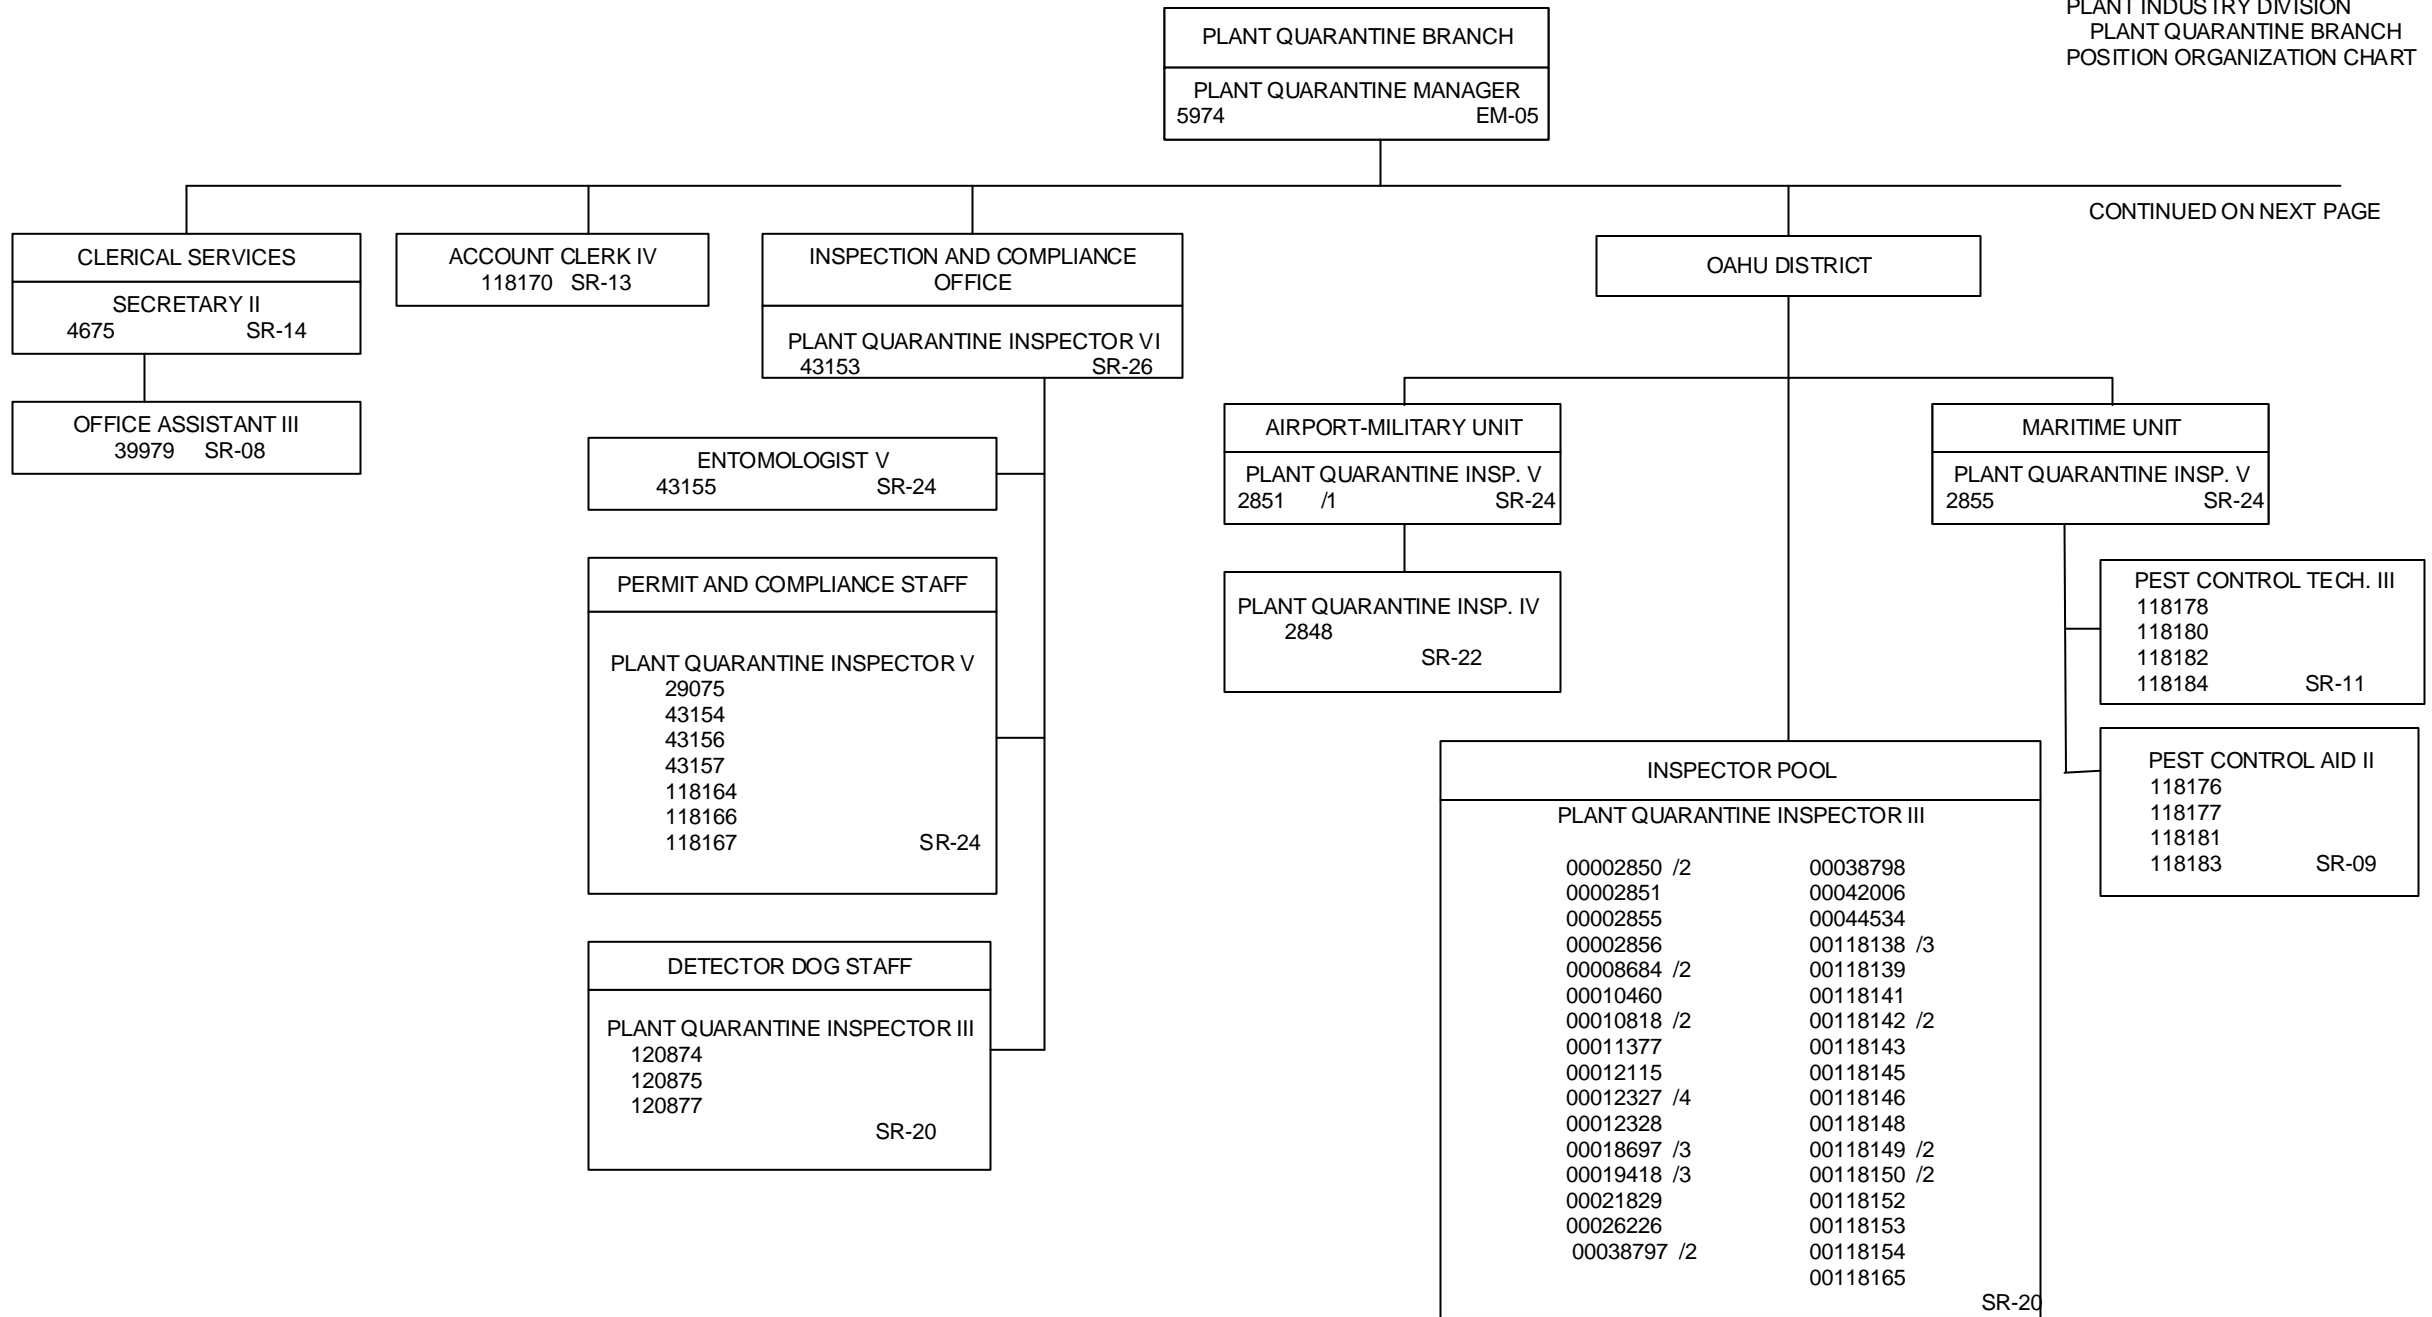 PLANT INDUSTRY DIVISION
PLANT QUARANTINE BRANCH
POSITION ORGANIZATION CHART
PLANT QUARANTINE BRANCH
PLANT QUARANTINE MANAGER
5974 EM-05
CONTINUED ON NEXT PAGE
CLERICAL SERVICES
SECRETARY II
4675 SR-14
OFFICE ASSISTANT III
39979 SR-08
ACCOUNT CLERK IV
118170 SR-13
INSPECTION AND COMPLIANCE
OFFICE
PLANT QUARANTINE INSPECTOR VI
43153 SR-26
ENTOMOLOGIST V
43155 SR-24
PERMIT AND COMPLIANCE STAFF
PLANT QUARANTINE INSPECTOR V
29075
43154
43156
43157
118164
118166
118167 SR-24
DETECTOR DOG STAFF
PLANT QUARANTINE INSPECTOR III
120874
120875
120877
SR-20
OAHU DISTRICT
AIRPORT-MILITARY UNIT
PLANT QUARANTINE INSP. V
2851 /1 SR-24
PLANT QUARANTINE INSP. IV
2848
SR-22
MARITIME UNIT
PLANT QUARANTINE INSP. V
2855 SR-24
PEST CONTROL TECH. III
118178
118180
118182
118184 SR-11
PEST CONTROL AID II
118176
118177
118181
118183 SR-09
INSPECTOR POOL
PLANT QUARANTINE INSPECTOR III
00002850 /2 00038798
00002851 00042006
00002855 00044534
00002856 00118138 /3
00008684 /2 00118139
00010460 00118141
00010818 /2 00118142 /2
00011377 00118143
00012115 00118145
00012327 /4 00118146
00012328 00118148
00018697 /3 00118149 /2
00019418 /3 00118150 /2
00021829 00118152
00026226 00118153
00038797 /2 00118154
00118165
SR-20